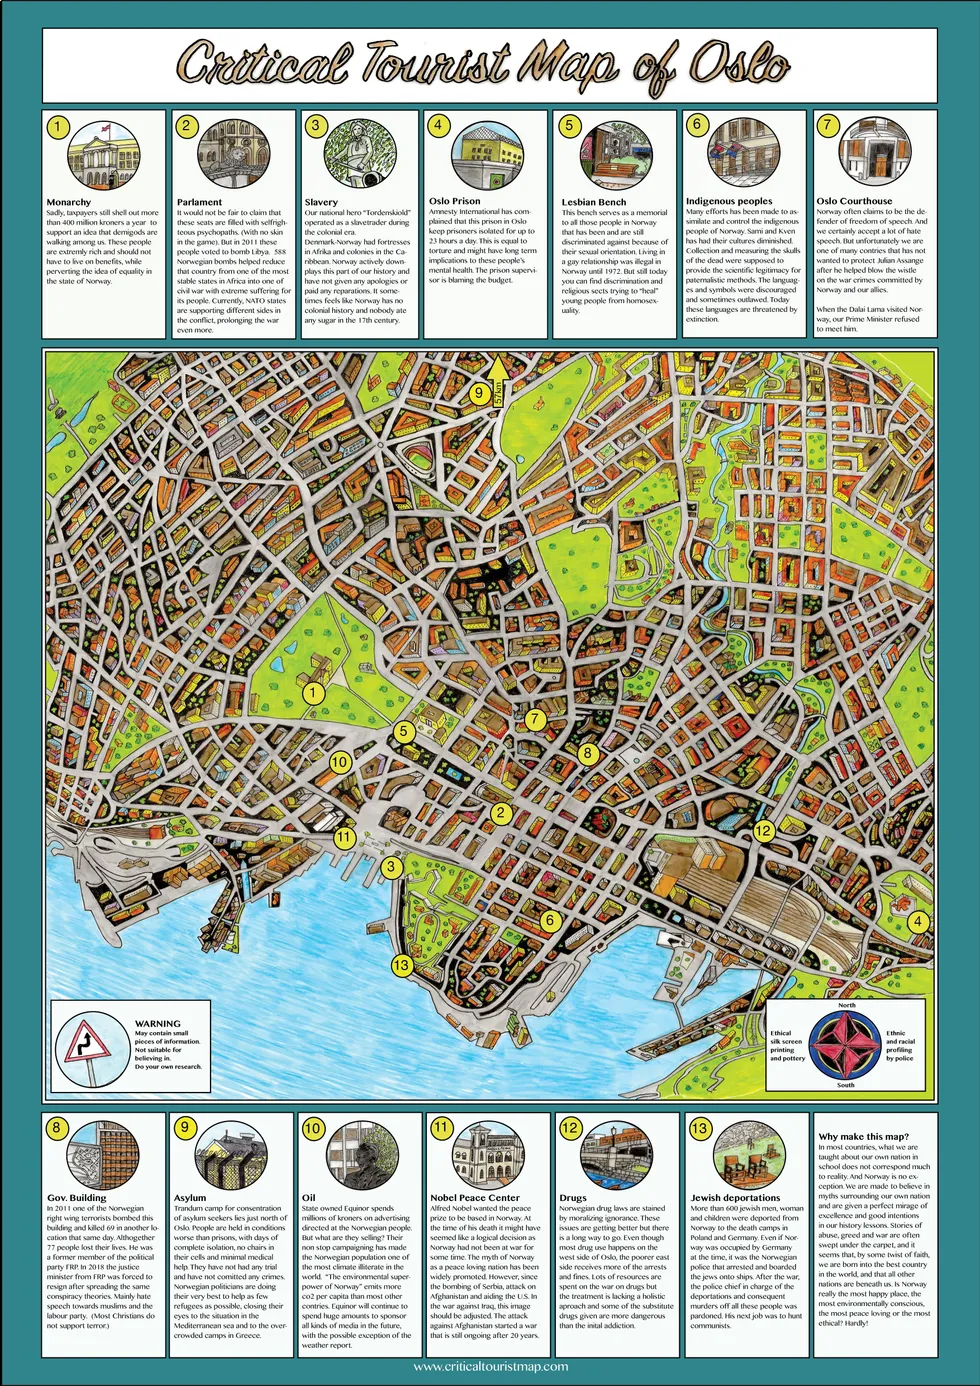 Critical Tourist Map of Oslo
1
Monarchy
Sadly, taxpayers still shell out more
than 400 million kroners a year to
support an idea that demigods are
walking among us. These people
are extremly rich and should not
have to live on benefits, while
perverting the idea of equality in
the state of Norway.
2
Parlament
It would not be fair to claim that
these seats are filled with selfrigh-
teous psychopaths. (With no skin
in the game). But in 2011 these
people voted to bomb Libya. 588
Norwegian bombs helped reduce
that country from one of the most
stable states in Africa into one of
civil war with extreme suffering for
its people. Currently, NATO states
are supporting different sides in
the conflict, prolonging the war
even more.
3
Slavery
Our national hero "Tordenskiold"
operated as a slavetrader during
the colonial era.
Denmark-Norway had fortresses
in Afrika and colonies in the Ca-
ribbean. Norway actively down-
plays this part of our history and
have not given any apologies or
paid any reparations. It some-
times feels like Norway has no
colonial history and nobody ate
any sugar in the 17th century.
4
Oslo Prison
Amnesty International has com-
plained that this prison in Oslo
keep prisoners isolated for up to
23 hours a day. This is equal to
torture and might have long term
implications to these people's
mental health. The prison supervi-
sor is blaming the budget.
5
Lesbian Bench
This bench serves as a memorial
to all those people in Norway
that has been and are still
discriminated against because of
their sexual orientation. Living in
a gay relationship was illegal in
Norway until 1972. But still today
you can find discrimination and
religious sects trying to "heal"
young people from homosex-
uality.
6
Indigenous peoples
Many efforts has been made to as-
similate and control the indigenous
people of Norway. Sami and Kven
has had their cultures diminished.
Collection and measuring the skulls
of the dead were supposed to
provide the scientific legitimacy for
paternalistic methods. The languag-
es and symbols were discouraged
and sometimes outlawed. Today
these languages are threatened by
extinction.
7
Oslo Courthouse
Norway often claims to be the de-
fender of freedom of speech. And
we certainly accept a lot of hate
speech. But unfortunately we are
one of many contries that has not
wanted to protect Julian Assange
after he helped blow the wistle
on the war crimes committed by
Norway and our allies.
When the Dalai Lama visited Nor-
way, our Prime Minister refused
to meet him.
9
57km
1
5
7
8
10
2
11
12
3
6
4
13
WARNING
May contain small
pieces of information.
Not suitable for
believing in.
Do your own research.
North
Ethical
silk screen
printing
and pottery
Ethnic
and racial
profiling
by police
South
8
Gov. Building
In 2011 one of the Norwegian
right wing terrorists bombed this
building and killed 69 in another lo-
cation that same day. Althogether
77 people lost their lives. He was
a former member of the political
party FRP. In 2018 the justice
minister from FRP was forced to
resign after spreading the same
conspiracy theories. Mainly hate
speech towards muslims and the
labour party. (Most Christians do
not support terror.)
9
Asylum
Trandum camp for consentration
of asylum seekers lies just north of
Oslo. People are held in conditions
worse than prisons, with days of
complete isolation, no chairs in
their cells and minimal medical
help. They have not had any trial
and have not comitted any crimes.
Norwegian politicians are doing
their very best to help as few
refugees as possible, closing their
eyes to the situation in the
Mediterranean sea and to the over-
crowded camps in Greece.
10
Oil
State owned Equinor spends
millions of kroners on advertising
directed at the Norwegian people.
But what are they selling? Their
non stop campaigning has made
the Norwegian population one of
the most climate illiterate in the
world. "The environmental super-
power of Norway" emits more
co2 per capita than most other
contries. Equinor will continue to
spend huge amounts to sponsor
all kinds of media in the future,
with the possible exception of the
weather report.
11
Nobel Peace Center
Alfred Nobel wanted the peace
prize to be based in Norway. At
the time of his death it might have
seemed like a logical decision as
Norway had not been at war for
some time. The myth of Norway
as a peace loving nation has been
widely promoted. However, since
the bombing of Serbia, attack on
Afghanistan and aiding the U.S. In
the war against Iraq, this image
should be adjusted. The attack
against Afghanistan started a war
that is still ongoing after 20 years.
12
Drugs
Norwegian drug laws are stained
by moralizing ignorance. These
issues are getting better but there
is a long way to go. Even though
most drug use happens on the
west side of Oslo, the poorer east
side receives more of the arrests
and fines. Lots of resources are
spent on the war on drugs but
the treatment is lacking a holistic
aproach and some of the substitute
drugs given are more dangerous
than the inital addiction.
13
Jewish deportations
More than 600 jewish men, woman
and children were deported from
Norway to the death camps in
Poland and Germany. Even if Nor-
way was occupied by Germany
at the time, it was the Norwegian
police that arrested and boarded
the jews onto ships. After the war,
the police chief in charge of the
deportations and consequent
murders off all these people was
pardoned. His next job was to hunt
communists.
Why make this map?
In most countries, what we are
taught about our own nation in
school does not correspond much
to reality. And Norway is no ex-
ception. We are made to believe in
myths surrounding our own nation
and are given a perfect mirage of
excellence and good intentions
in our history lessons. Stories of
abuse, greed and war are often
swept under the carpet, and it
seems that, by some twist of faith,
we are born into the best country
in the world, and that all other
nations are beneath us. Is Norway
really the most happy place, the
most environmentally conscious,
the most peace loving or the most
ethical? Hardly!
www.criticaltouristmap.com